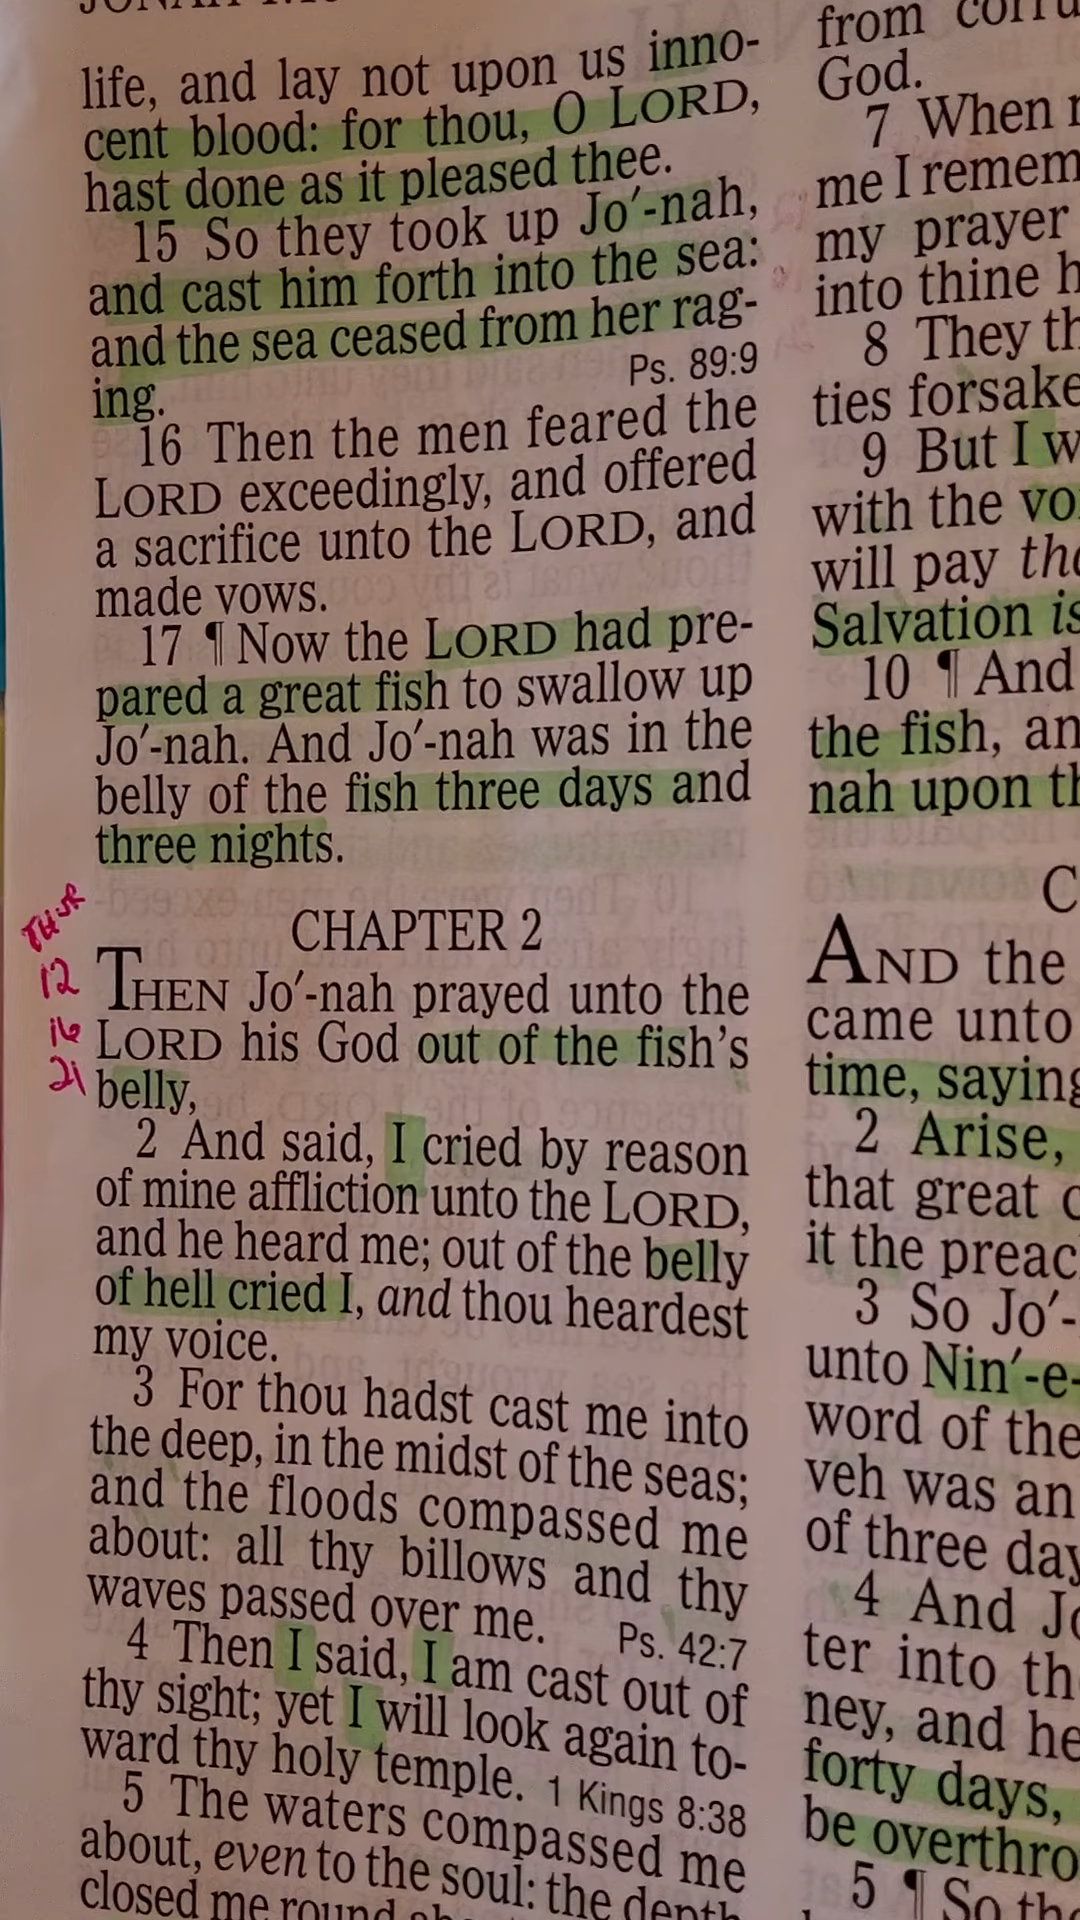 life, and lay not upon us inno-
cent blood: for thou, O LORD,
hast done as it pleased thee.
15 So they took up Jo′-nah,
and cast him forth into the sea:
and the sea ceased from her rag-
ing. Ps. 89:9
16 Then the men feared the
LORD exceedingly, and offered
a sacrifice unto the LORD, and
made vows.
17 ¶ Now the LORD had pre-
pared a great fish to swallow up
Jo′-nah. And Jo′-nah was in the
belly of the fish three days and
three nights.
CHAPTER 2
12
16
21
THEN Jo′-nah prayed unto the
LORD his God out of the fish's
belly,
2 And said, I cried by reason
of mine affliction unto the LORD,
and he heard me; out of the belly
of hell cried I, and thou heardest
my voice.
3 For thou hadst cast me into
the deep, in the midst of the seas;
and the floods compassed me
about: all thy billows and thy
waves passed over me. Ps. 42:7
4 Then I said, I am cast out of
thy sight; yet I will look again to-
ward thy holy temple. 1 Kings 8:38
5 The waters compassed me
about, even to the soul: the depth
closed me round
from
God.
7 When
me I remem
my prayer
into thine
8 They
ties forsake
9 But I
with the
will pay
Salvation is
10 ¶ And
the fish, an
nah upon
AND the
came unto
time, saying
2 Arise,
that great
it the preac
3 So Jo′-
unto Nin′-e-
word of the
veh was an
of three day
4 And
ter into
ney, and he
forty days,
be overthro
5 ¶ So